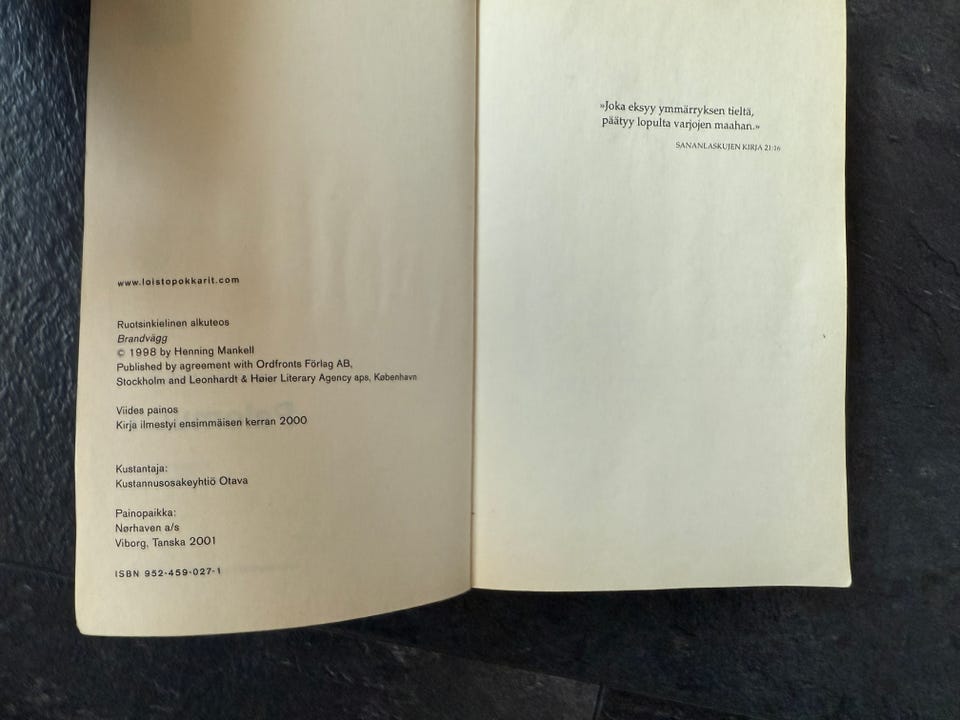 www.loistopokkarit.com
Ruotsinkielinen alkuteos
Brandvägg
© 1998 by Henning Mankell
Published by agreement with Ordfronts Förlag AB,
Stockholm and Leonhardt & Høier Literary Agency aps, København
Viides painos
Kirja ilmestyi ensimmäisen kerran 2000
Kustantaja:
Kustannusosakeyhtiö Otava
Painopaikka:
Nørhaven a/s
Viborg, Tanska 2001
ISBN 952-459-027-1
»Joka eksyy ymmärryksen tieltä,
päätyy lopulta varjojen maahan.»
SANANLASKUJEN KIRJA 21:16